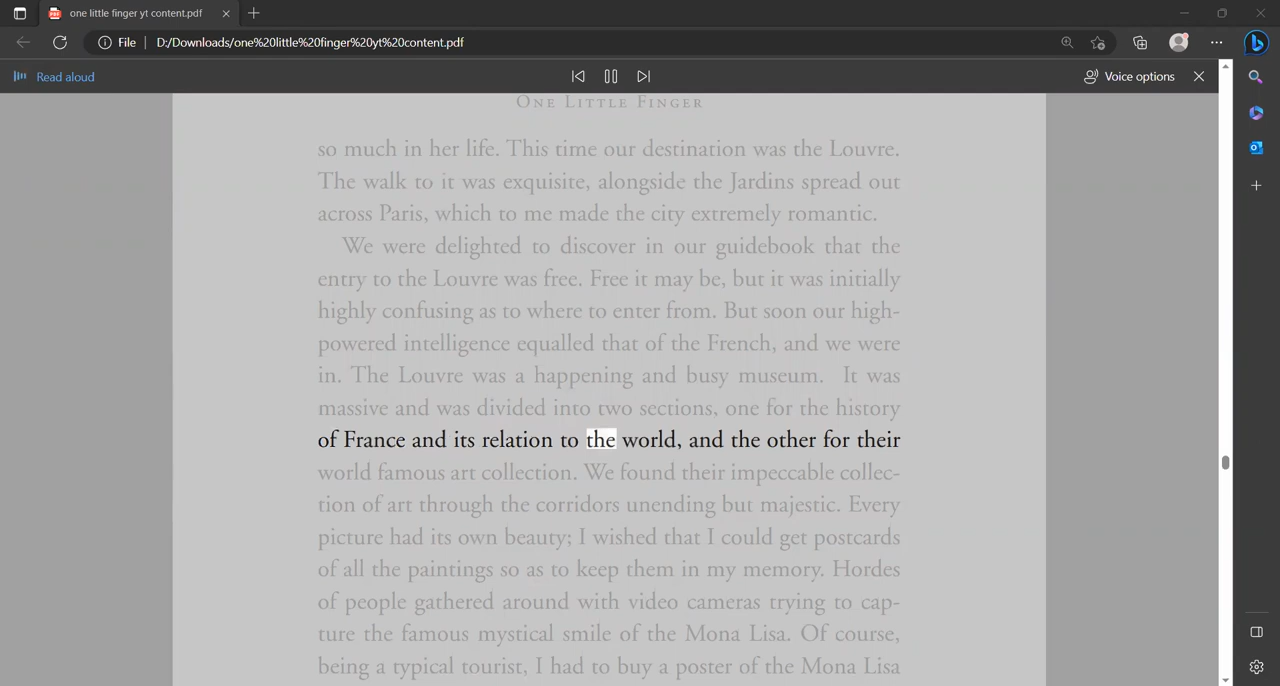 one little finger yt content.pdf
File
D:/Downloads/one%20little%20finger%20yt%20content.pdf
Read aloud
Voice options
One Little Finger
so much in her life. This time our destination was the Louvre.
The walk to it was exquisite, alongside the Jardins spread out
across Paris, which to me made the city extremely romantic.
We were delighted to discover in our guidebook that the
entry to the Louvre was free. Free it may be, but it was initially
highly confusing as to where to enter from. But soon our high-
powered intelligence equalled that of the French, and we were
in. The Louvre was a happening and busy museum. It was
massive and was divided into two sections, one for the history
of France and its relation to the world, and the other for their
world famous art collection. We found their impeccable collec-
tion of art through the corridors unending but majestic. Every
picture had its own beauty; I wished that I could get postcards
of all the paintings so as to keep them in my memory. Hordes
of people gathered around with video cameras trying to cap-
ture the famous mystical smile of the Mona Lisa. Of course,
being a typical tourist, I had to buy a poster of the Mona Lisa